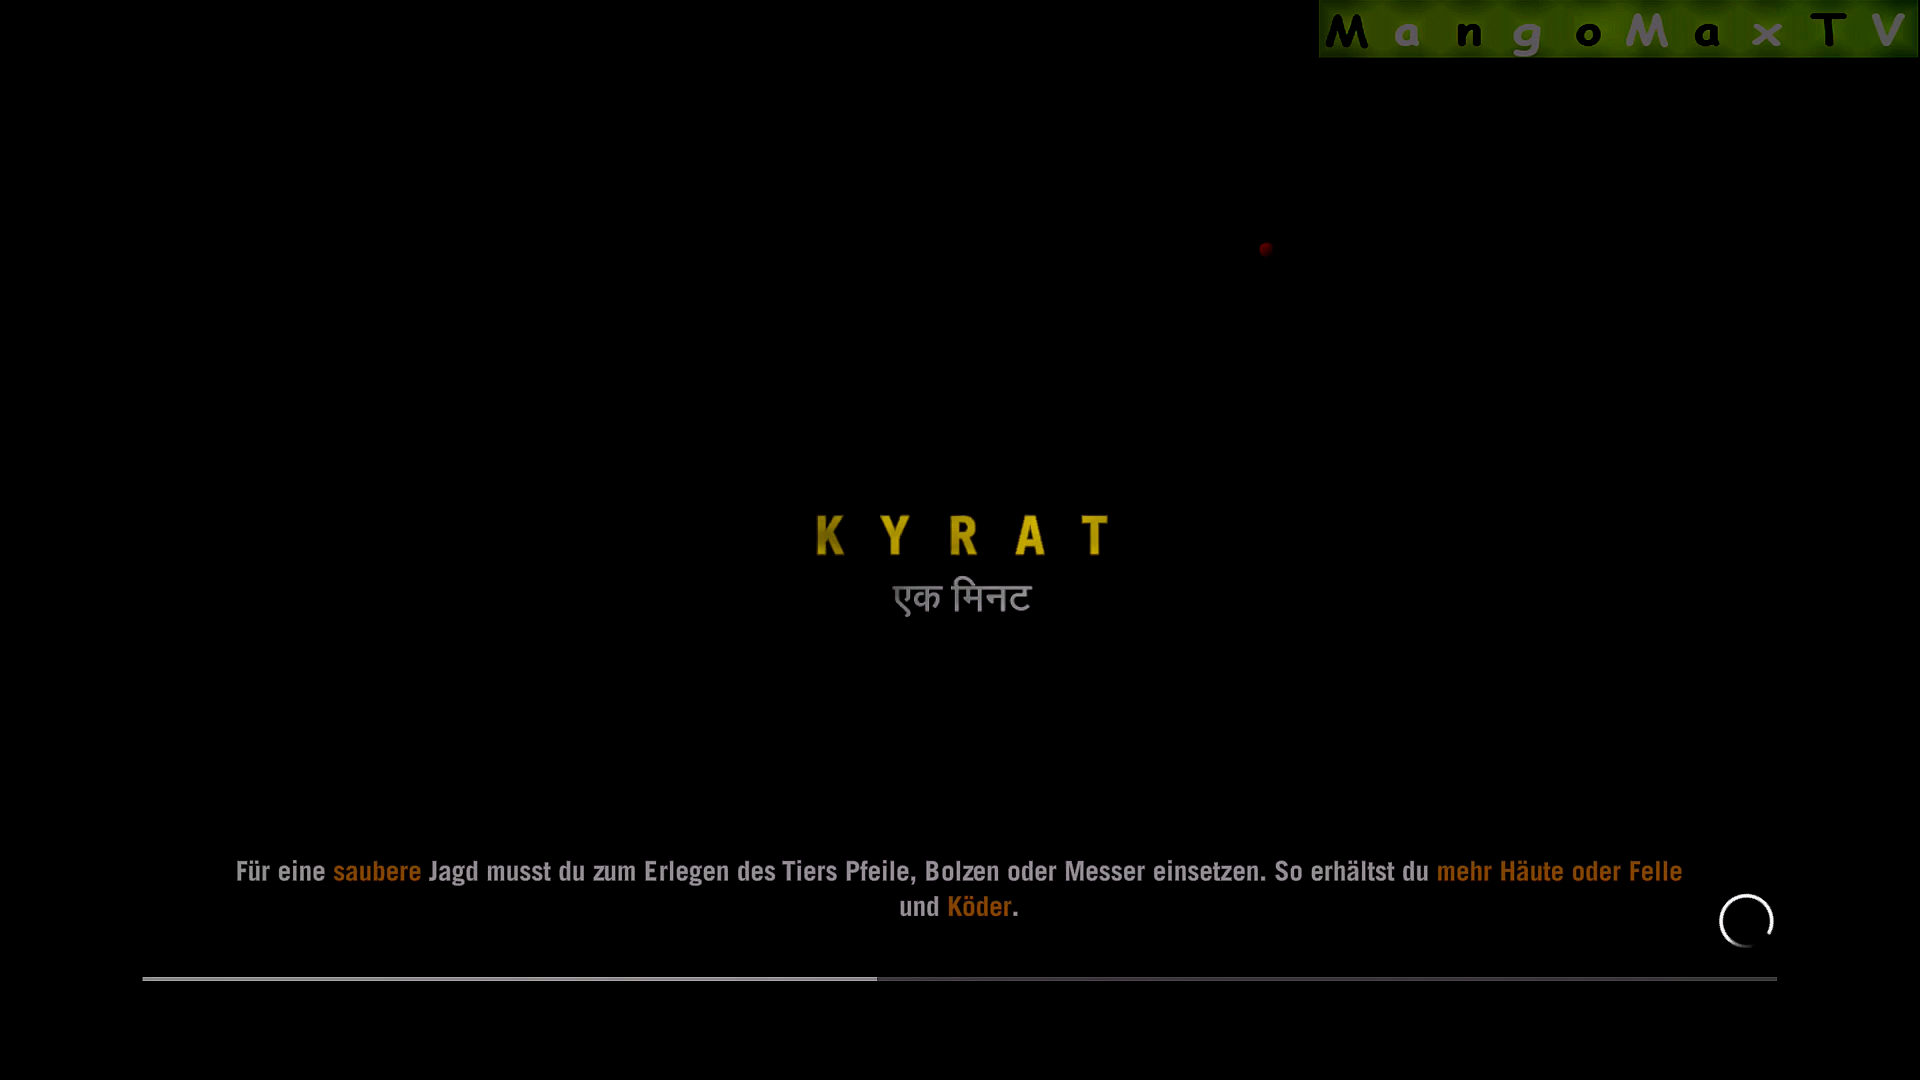 MangoMaxTV
KYRAT
एक मिनट
Für eine saubere Jagd musst du zum Erlegen des Tiers Pfeile, Bolzen oder Messer einsetzen. So erhältst du mehr Häute oder Felle
und Köder.